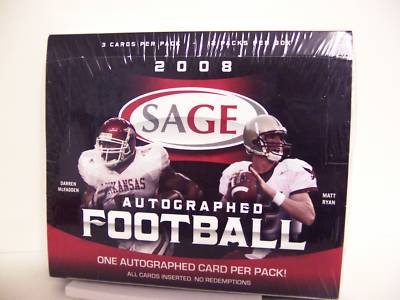 3 CARDS PER PACK - 12 PACKS PER BOX
2008
SAGE
ARKANSAS
DARREN
McFADDEN
MATT
RYAN
AUTOGRAPHED
FOOTBALL
ONE AUTOGRAPHED CARD PER PACK!
ALL CARDS INSERTED. NO REDEMPTIONS